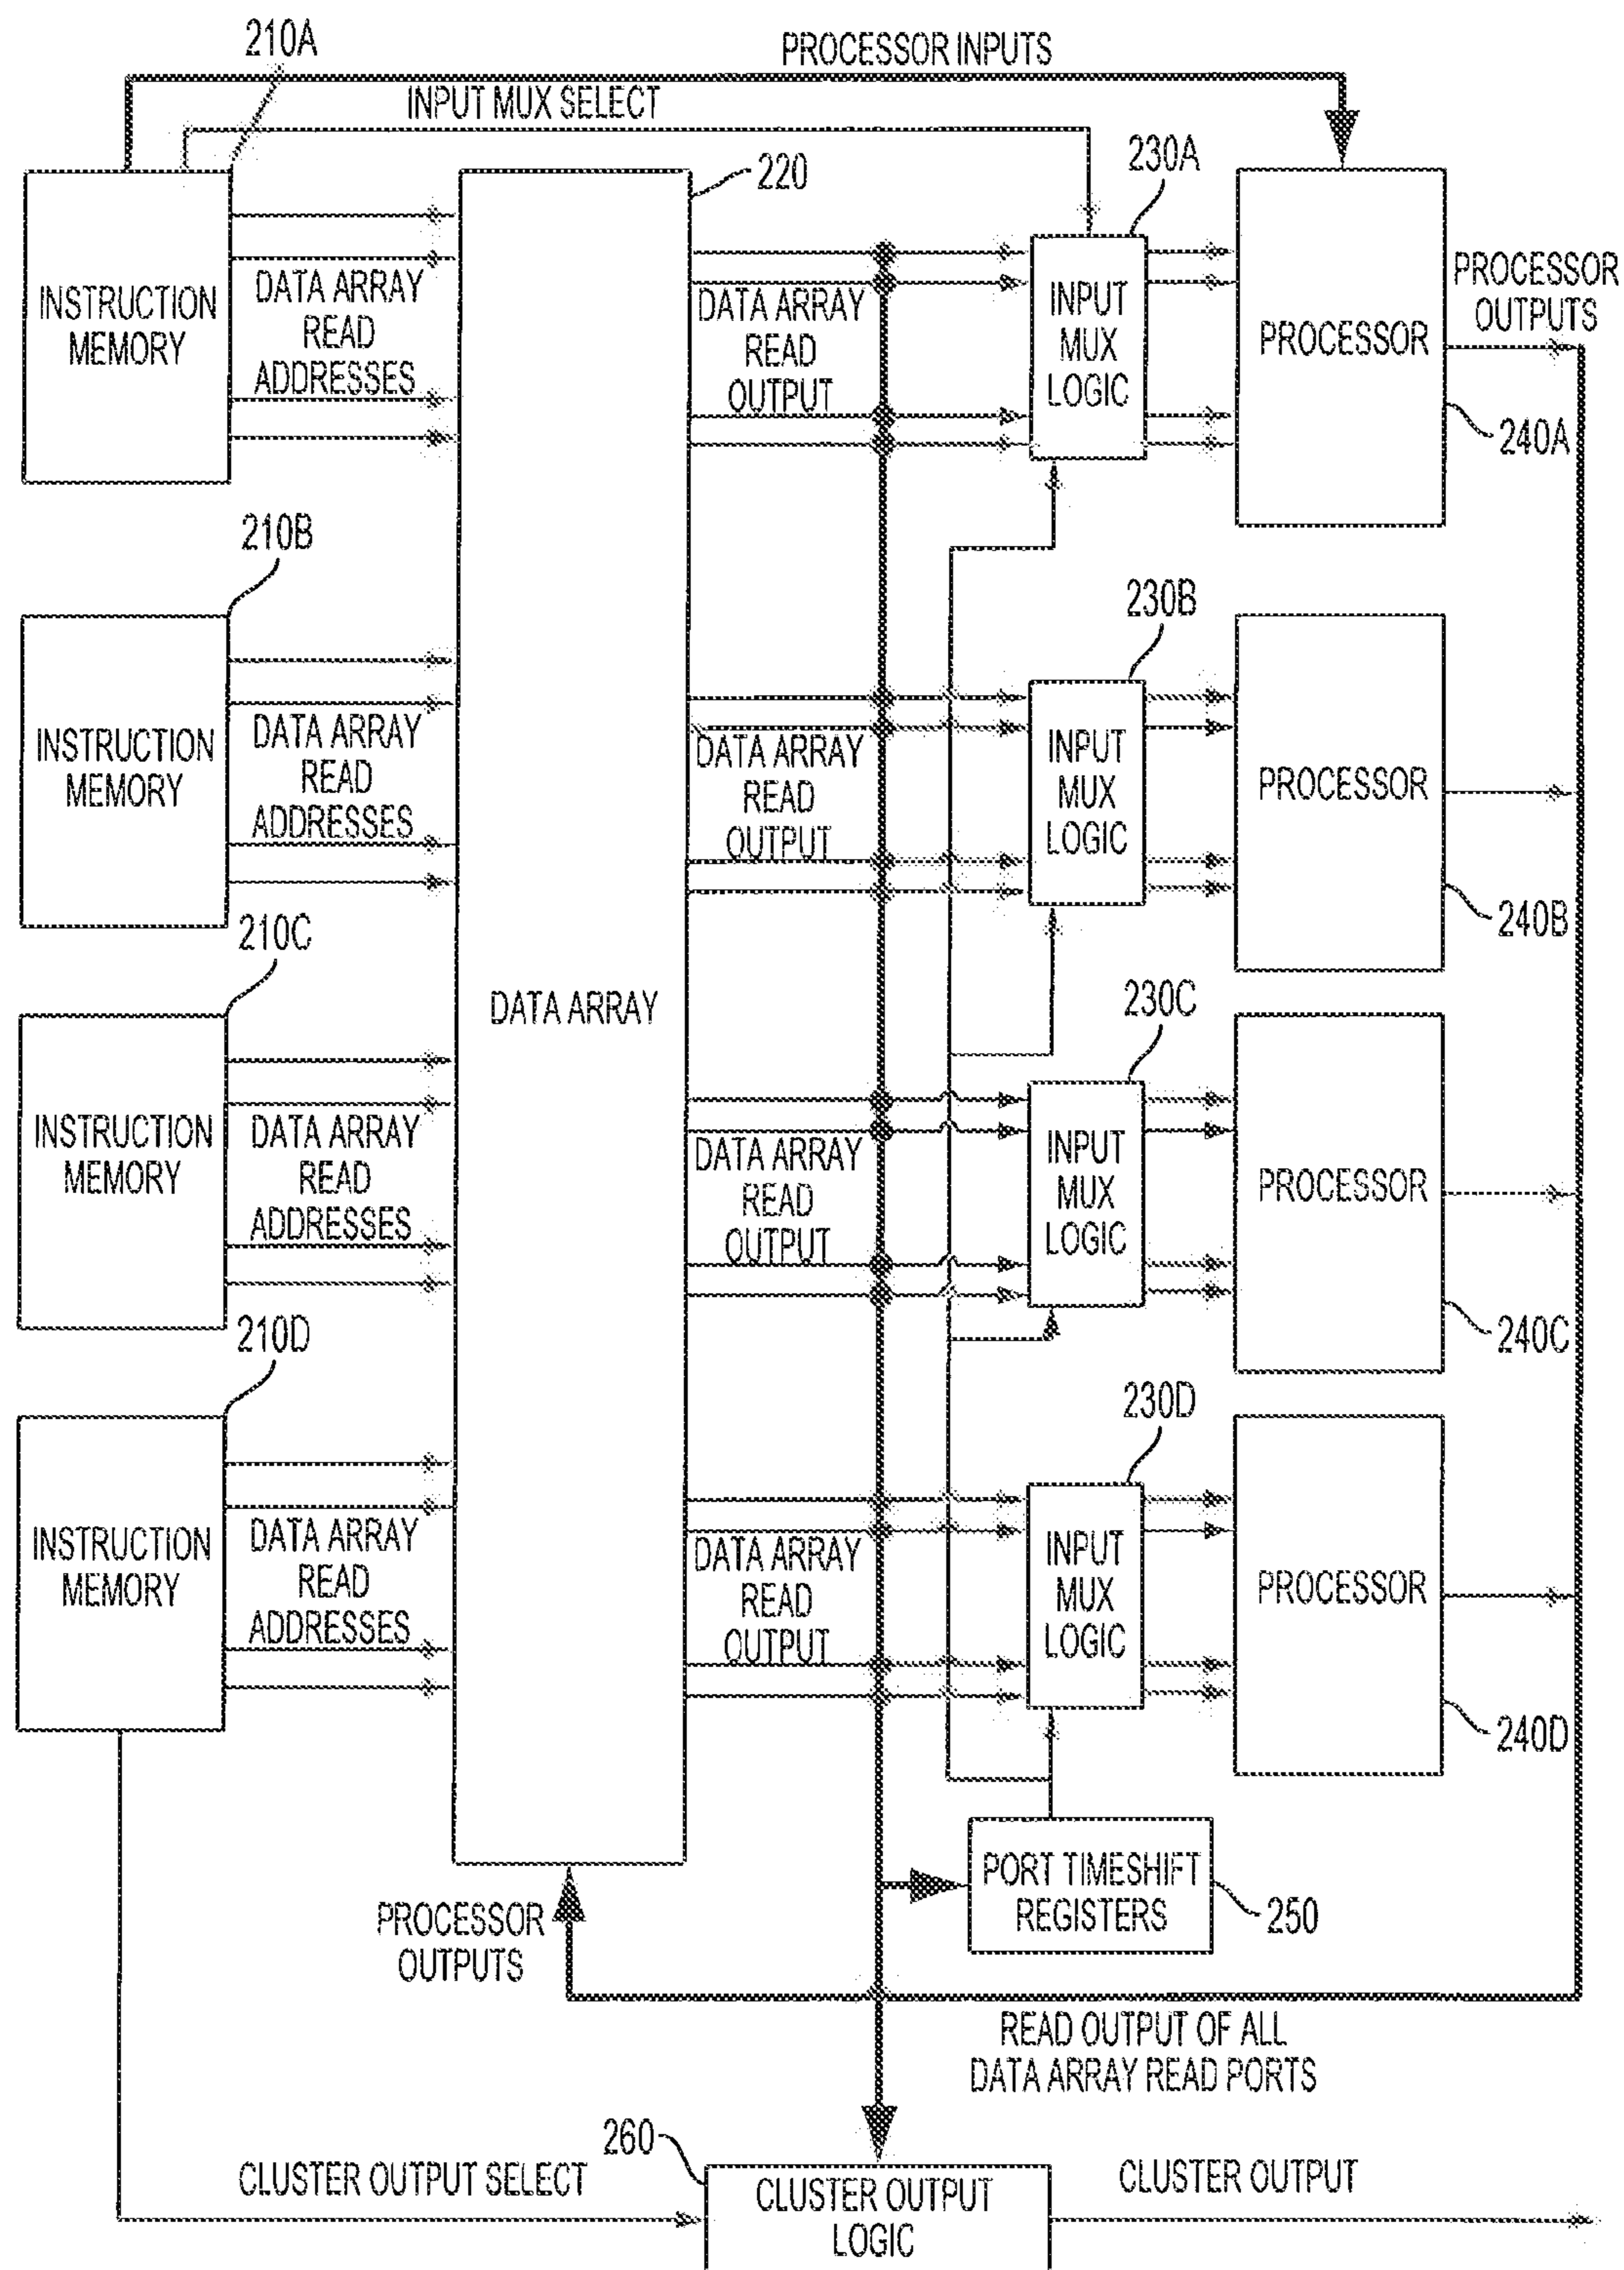 210A
PROCESSOR INPUTS
INPUT MUX SELECT
220
230A
INSTRUCTION
MEMORY
DATA ARRAY
READ
ADDRESSES
DATA ARRAY
READ
OUTPUT
INPUT
MUX
LOGIC
PROCESSOR
PROCESSOR
OUTPUTS
240A
210B
230B
INSTRUCTION
MEMORY
DATA ARRAY
READ
ADDRESSES
DATA ARRAY
READ
OUTPUT
INPUT
MUX
LOGIC
PROCESSOR
240B
210C
DATA ARRAY
230C
INSTRUCTION
MEMORY
DATA ARRAY
READ
ADDRESSES
DATA ARRAY
READ
OUTPUT
INPUT
MUX
LOGIC
PROCESSOR
240C
210D
230D
INSTRUCTION
MEMORY
DATA ARRAY
READ
ADDRESSES
DATA ARRAY
READ
OUTPUT
INPUT
MUX
LOGIC
PROCESSOR
240D
PORT TIMESHIFT
REGISTERS
250
PROCESSOR
OUTPUTS
READ OUTPUT OF ALL
DATA ARRAY READ PORTS
260
CLUSTER OUTPUT SELECT
CLUSTER OUTPUT
LOGIC
CLUSTER OUTPUT